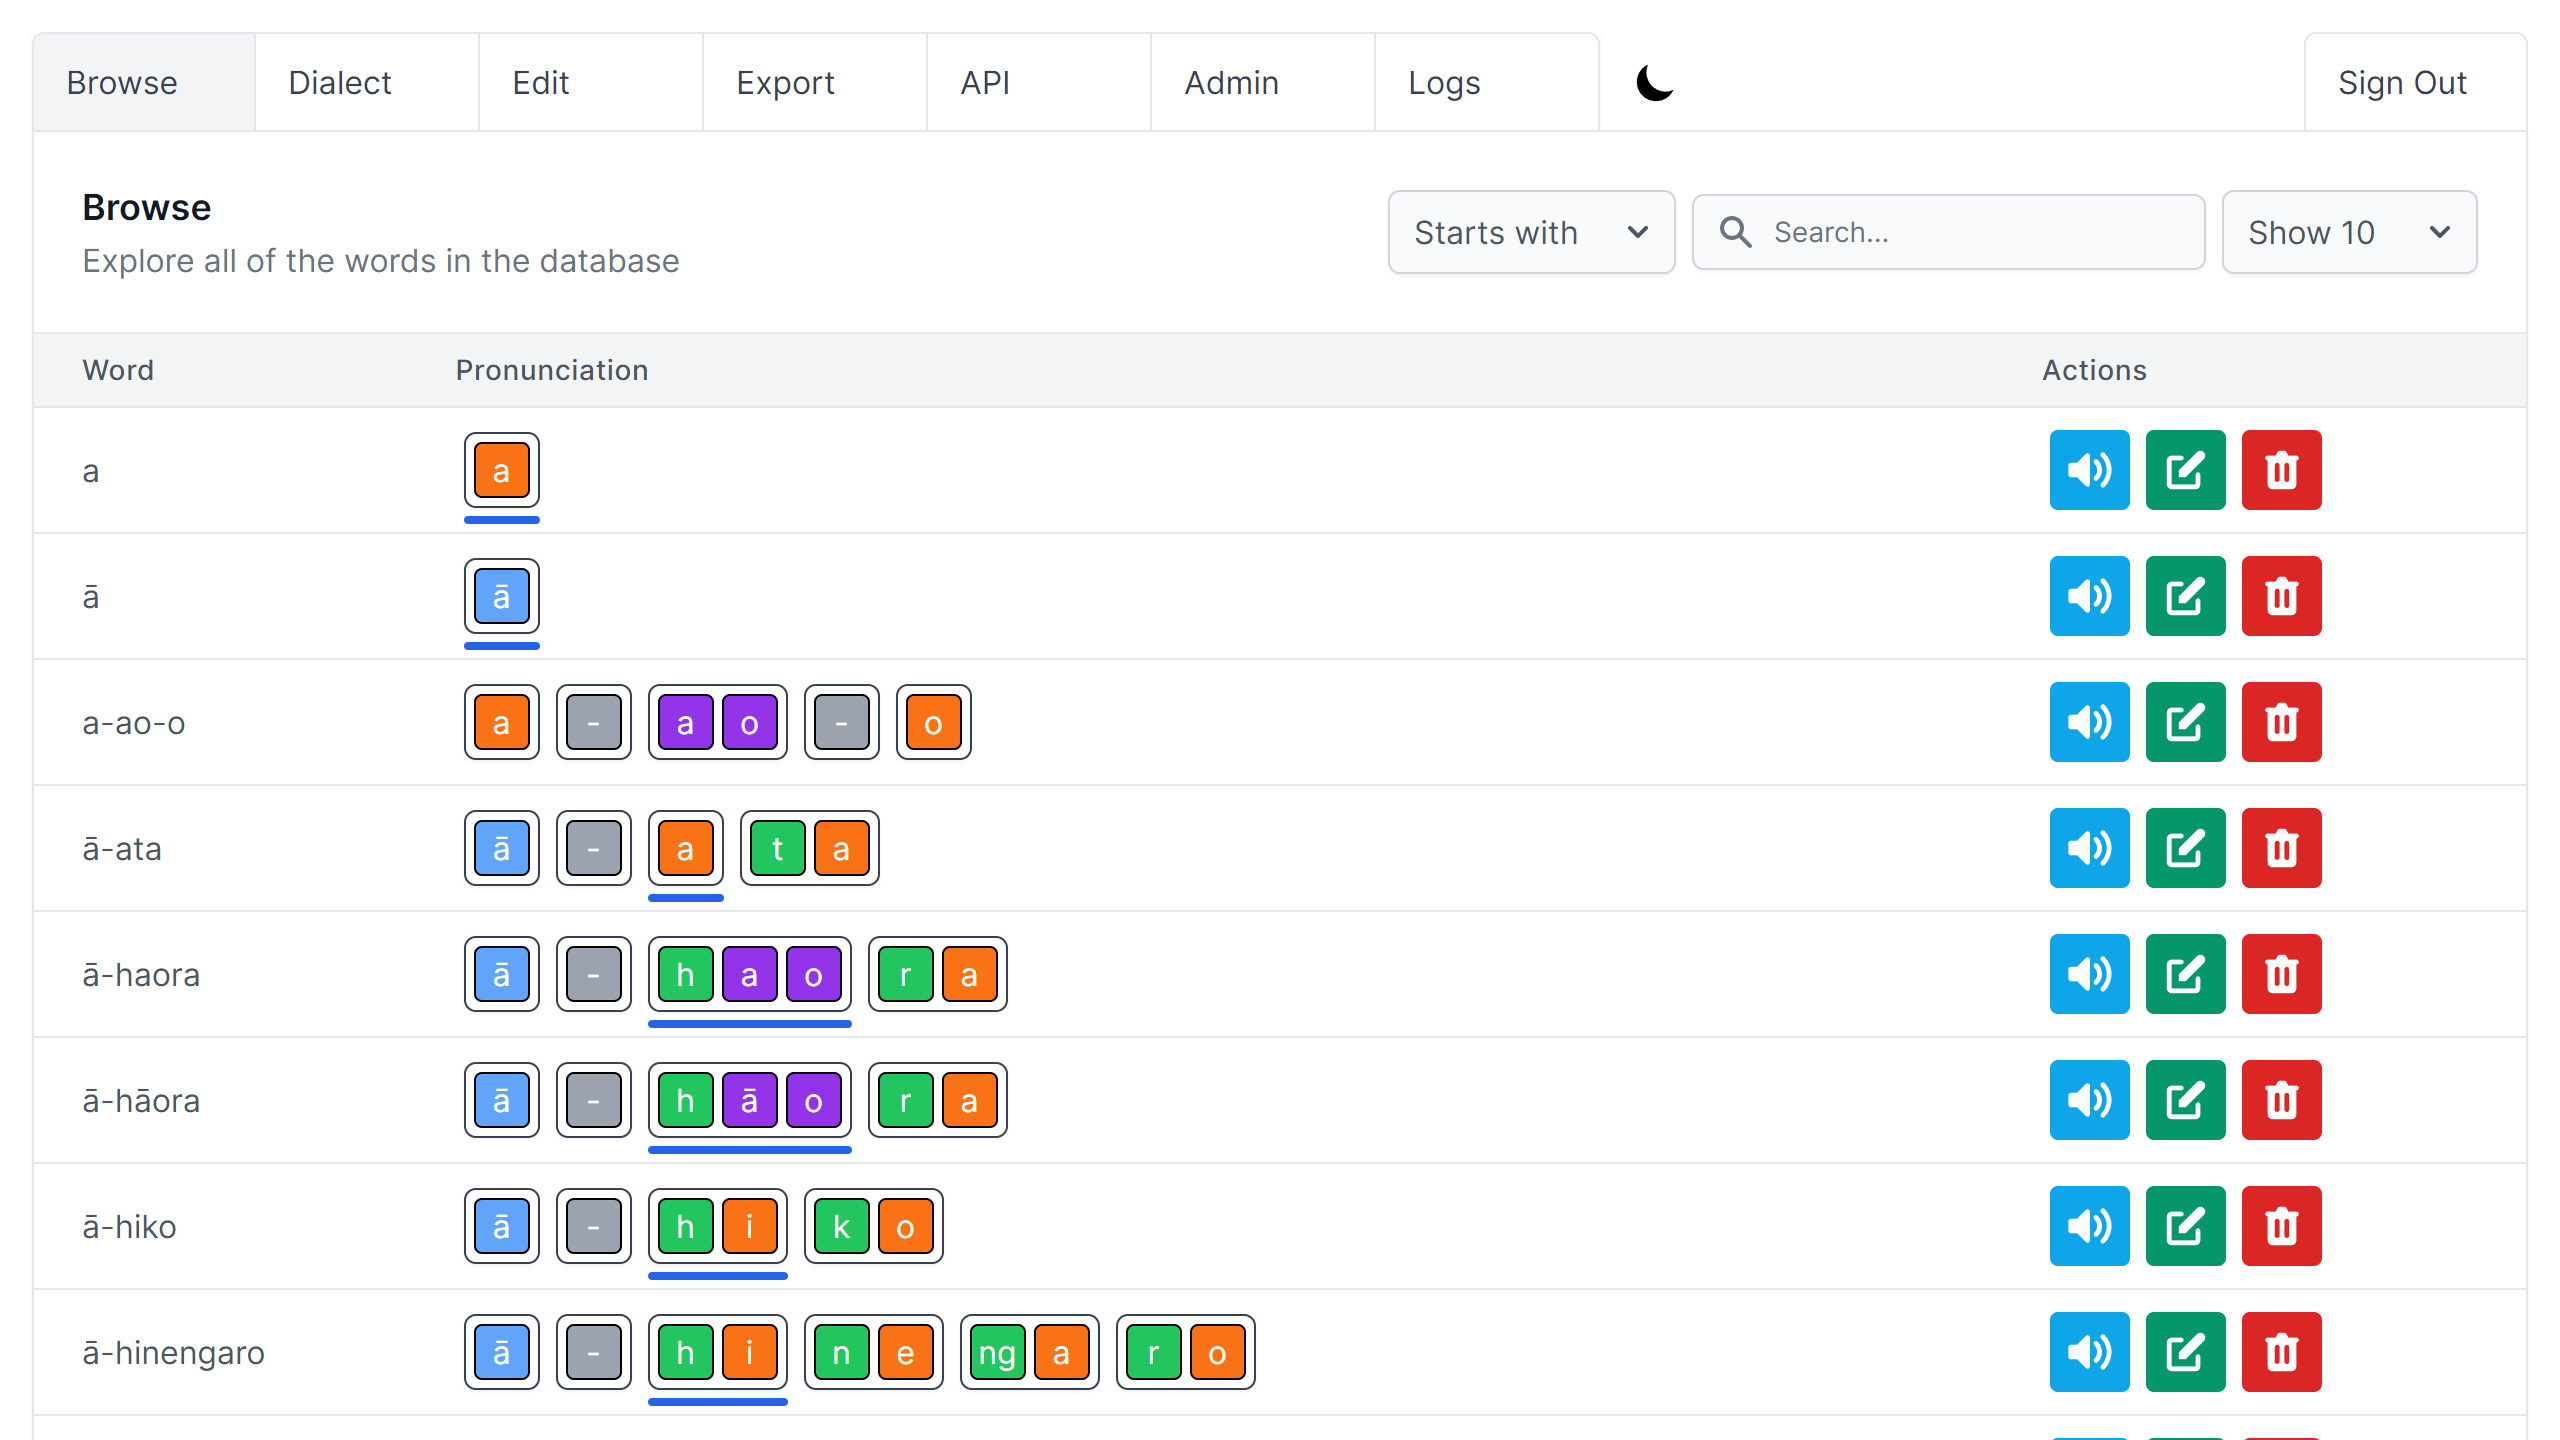 Browse Dialect Edit Export API Admin Logs Sign Out
Browse
Explore all of the words in the database
Starts with Search... Show 10
Word Pronunciation Actions
a a
ā ā
a-ao-o a - a o - o
ā-ata ā - a t a
ā-haora ā - h a o r a
ā-hāora ā - h ā o r a
ā-hiko ā - h i k o
ā-hinengaro ā - h i n e ng a r o